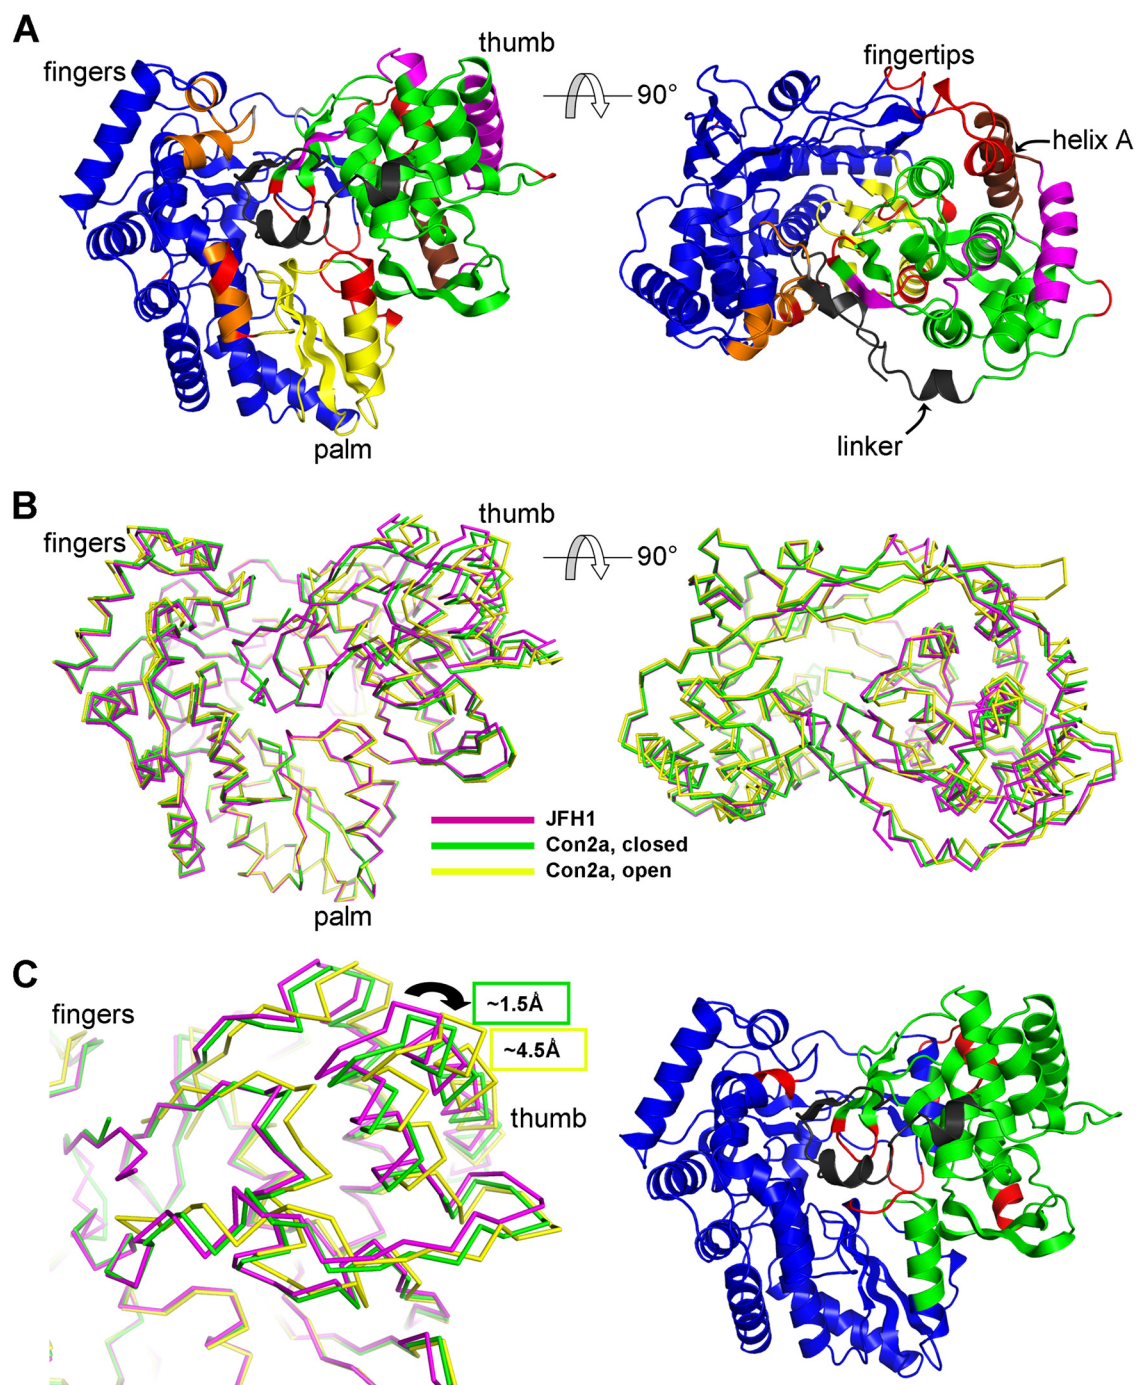 A
fingers
thumb
90°
fingertips
helix A
linker
palm
B
fingers
thumb
90°
JFH1
Con2a, closed
Con2a, open
palm
C
fingers
~1.5Å
~4.5Å
thumb